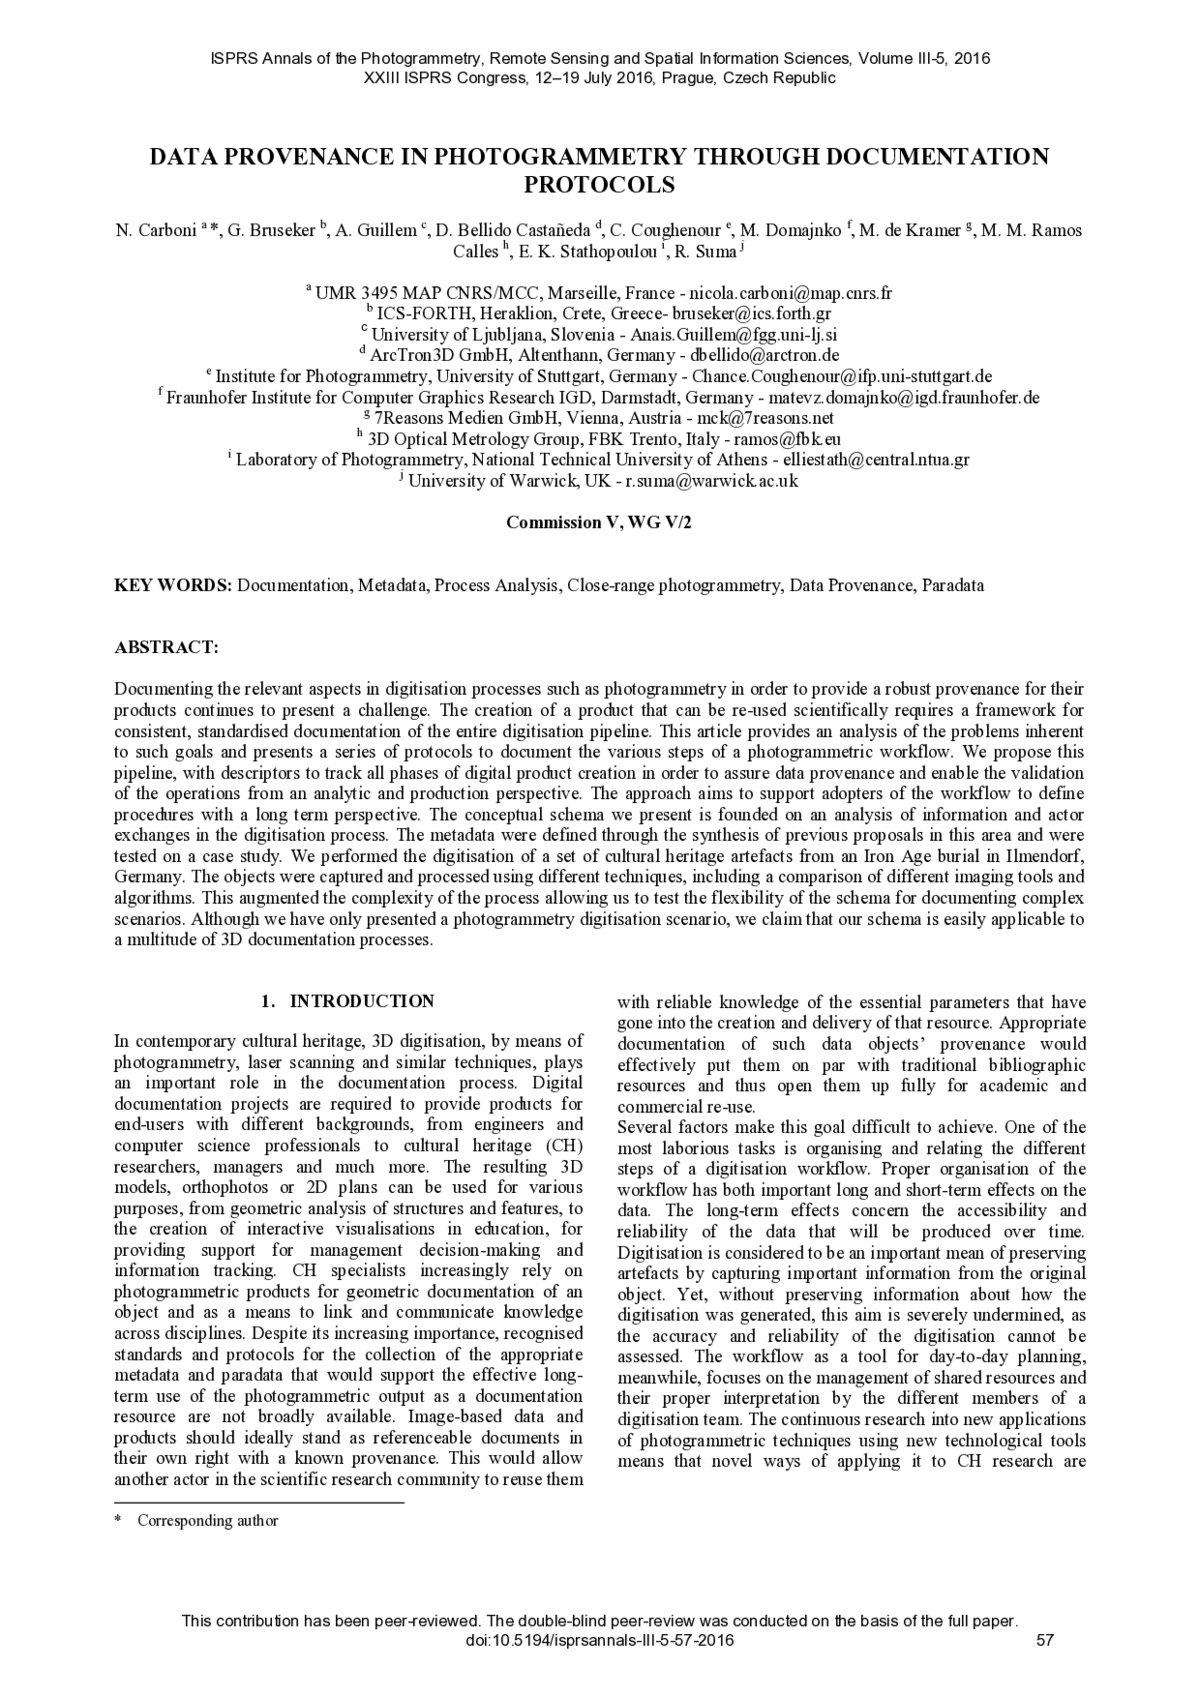 ISPRS Annals of the Photogrammetry, Remote Sensing and Spatial Information Sciences, Volume III-5, 2016
XXIII ISPRS Congress, 12–19 July 2016, Prague, Czech Republic
DATA PROVENANCE IN PHOTOGRAMMETRY THROUGH DOCUMENTATION
PROTOCOLS
N. Carboni a *, G. Bruseker b, A. Guillem c, D. Bellido Castañeda d, C. Coughenour e, M. Domajnko f, M. de Kramer g, M. M. Ramos
Calles h, E. K. Stathopoulou i, R. Suma j
a UMR 3495 MAP CNRS/MCC, Marseille, France - nicola.carboni@map.cnrs.fr
b ICS-FORTH, Heraklion, Crete, Greece- bruseker@ics.forth.gr
c University of Ljubljana, Slovenia - Anais.Guillem@fgg.uni-lj.si
d ArcTron3D GmbH, Altenthann, Germany - dbellido@arctron.de
e Institute for Photogrammetry, University of Stuttgart, Germany - Chance.Coughenour@ifp.uni-stuttgart.de
f Fraunhofer Institute for Computer Graphics Research IGD, Darmstadt, Germany - matevz.domajnko@igd.fraunhofer.de
g 7Reasons Medien GmbH, Vienna, Austria - mck@7reasons.net
h 3D Optical Metrology Group, FBK Trento, Italy - ramos@fbk.eu
i Laboratory of Photogrammetry, National Technical University of Athens - elliestath@central.ntua.gr
j University of Warwick, UK - r.suma@warwick.ac.uk
Commission V, WG V/2
KEY WORDS: Documentation, Metadata, Process Analysis, Close-range photogrammetry, Data Provenance, Paradata
ABSTRACT:
Documenting the relevant aspects in digitisation processes such as photogrammetry in order to provide a robust provenance for their
products continues to present a challenge. The creation of a product that can be re-used scientifically requires a framework for
consistent, standardised documentation of the entire digitisation pipeline. This article provides an analysis of the problems inherent
to such goals and presents a series of protocols to document the various steps of a photogrammetric workflow. We propose this
pipeline, with descriptors to track all phases of digital product creation in order to assure data provenance and enable the validation
of the operations from an analytic and production perspective. The approach aims to support adopters of the workflow to define
procedures with a long term perspective. The conceptual schema we present is founded on an analysis of information and actor
exchanges in the digitisation process. The metadata were defined through the synthesis of previous proposals in this area and were
tested on a case study. We performed the digitisation of a set of cultural heritage artefacts from an Iron Age burial in Ilmendorf,
Germany. The objects were captured and processed using different techniques, including a comparison of different imaging tools and
algorithms. This augmented the complexity of the process allowing us to test the flexibility of the schema for documenting complex
scenarios. Although we have only presented a photogrammetry digitisation scenario, we claim that our schema is easily applicable to
a multitude of 3D documentation processes.
1. INTRODUCTION
In contemporary cultural heritage, 3D digitisation, by means of
photogrammetry, laser scanning and similar techniques, plays
an important role in the documentation process. Digital
documentation projects are required to provide products for
end-users with different backgrounds, from engineers and
computer science professionals to cultural heritage (CH)
researchers, managers and much more. The resulting 3D
models, orthophotos or 2D plans can be used for various
purposes, from geometric analysis of structures and features, to
the creation of interactive visualisations in education, for
providing support for management decision-making and
information tracking. CH specialists increasingly rely on
photogrammetric products for geometric documentation of an
object and as a means to link and communicate knowledge
across disciplines. Despite its increasing importance, recognised
standards and protocols for the collection of the appropriate
metadata and paradata that would support the effective long-
term use of the photogrammetric output as a documentation
resource are not broadly available. Image-based data and
products should ideally stand as referenceable documents in
their own right with a known provenance. This would allow
another actor in the scientific research community to reuse them
with reliable knowledge of the essential parameters that have
gone into the creation and delivery of that resource. Appropriate
documentation of such data objects’ provenance would
effectively put them on par with traditional bibliographic
resources and thus open them up fully for academic and
commercial re-use.
Several factors make this goal difficult to achieve. One of the
most laborious tasks is organising and relating the different
steps of a digitisation workflow. Proper organisation of the
workflow has both important long and short-term effects on the
data. The long-term effects concern the accessibility and
reliability of the data that will be produced over time.
Digitisation is considered to be an important mean of preserving
artefacts by capturing important information from the original
object. Yet, without preserving information about how the
digitisation was generated, this aim is severely undermined, as
the accuracy and reliability of the digitisation cannot be
assessed. The workflow as a tool for day-to-day planning,
meanwhile, focuses on the management of shared resources and
their proper interpretation by the different members of a
digitisation team. The continuous research into new applications
of photogrammetric techniques using new technological tools
means that novel ways of applying it to CH research are
* Corresponding author
This contribution has been peer-reviewed. The double-blind peer-review was conducted on the basis of the full paper.
doi:10.5194/isprsannals-III-5-57-2016
57